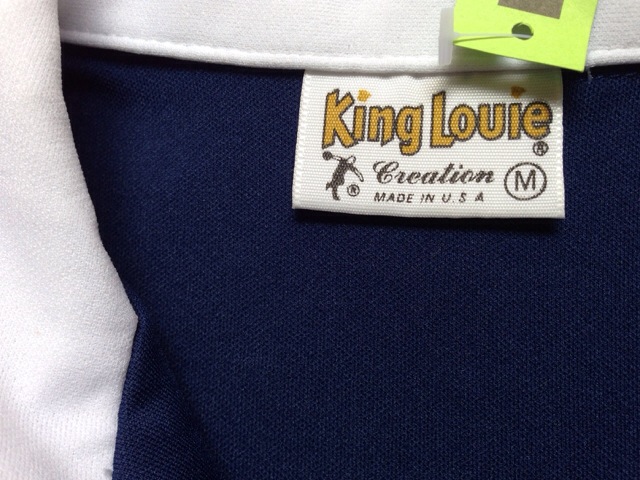 King Louie ®
® Creation M
MADE IN U.S.A